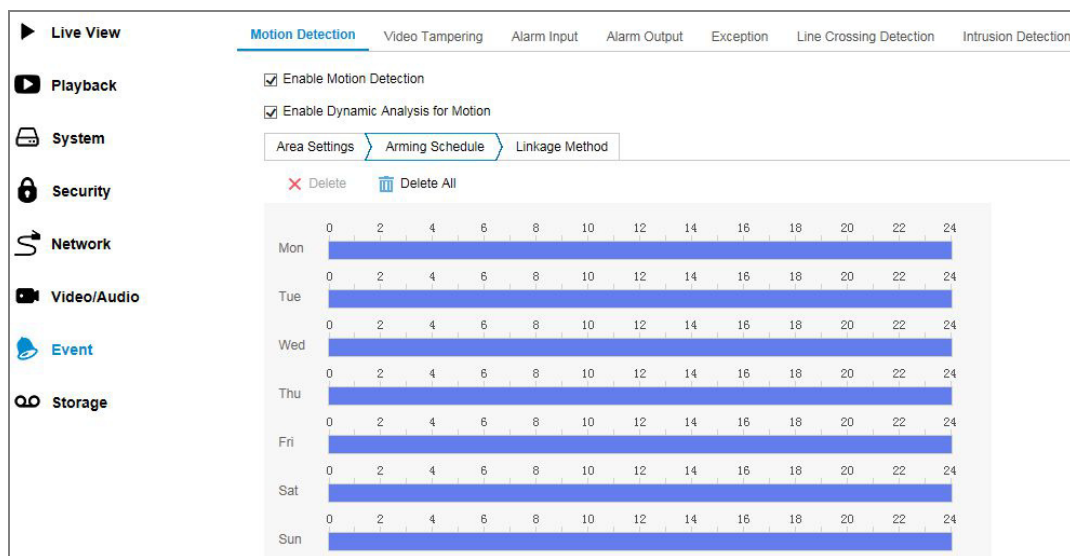 Live View
Playback
System
Security
Network
Video/Audio
Event
Storage
Motion Detection Video Tampering Alarm Input Alarm Output Exception Line Crossing Detection Intrusion Detection
Enable Motion Detection
Enable Dynamic Analysis for Motion
Area Settings Arming Schedule Linkage Method
Delete Delete All
0 2 4 6 8 10 12 14 16 18 20 22 24
Mon
0 2 4 6 8 10 12 14 16 18 20 22 24
Tue
0 2 4 6 8 10 12 14 16 18 20 22 24
Wed
0 2 4 6 8 10 12 14 16 18 20 22 24
Thu
0 2 4 6 8 10 12 14 16 18 20 22 24
Fri
0 2 4 6 8 10 12 14 16 18 20 22 24
Sat
0 2 4 6 8 10 12 14 16 18 20 22 24
Sun